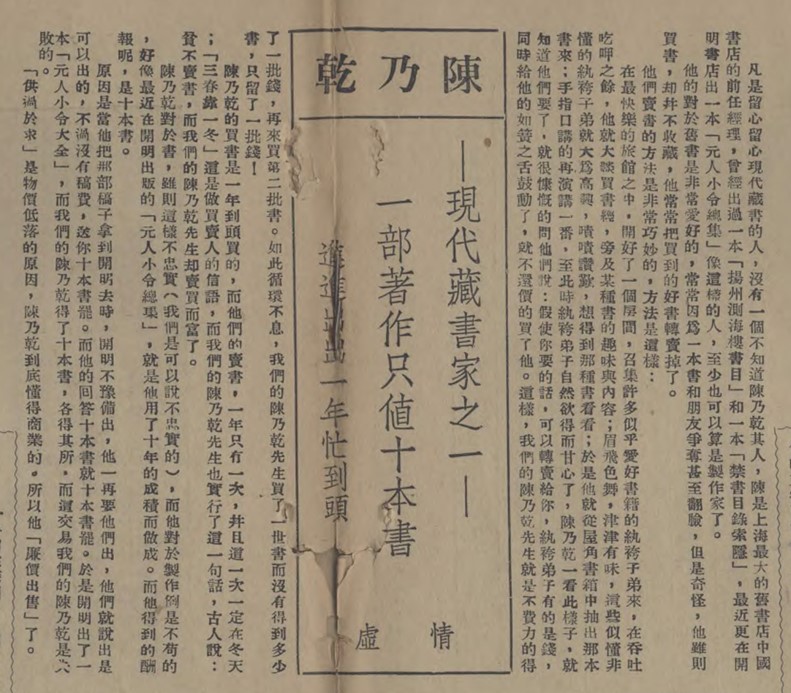 凡是留心留心現代藏書的人，沒有一個不知道陳乃乾其人，陳是上海最大的舊書店中國
書店的前任經理，曾經出過一本「揚州測海樓書目」和一本「禁書目錄索隱」，最近更在開
明書店出一本「元人小令總集」像這樣的人，至少也可以算是製作家了。
他的對於舊書是非常愛好的，常常因爲一本書和朋友爭奪甚至翻臉，但是奇怪，他雖則
買書，却幷不收藏，他常常把買到的好書轉賣掉了。
他們賣書的方法是非常巧妙的，方法是這樣：
在最快樂的旅館之中，開好了一個房間，召集許多似乎愛好書籍的紈袴子弟來，在吞吐
吃呷之餘，他就大談買書經，旁及某種書的趣味與內容；眉飛色舞，津津有味，這些似懂非
懂的紈袴子弟就大爲高興，嘖嘖讚歎，想得到那種書看看；於是他就從屋角書箱中抽出那本
書來；手指口講的再演講一番，至此時紈袴子弟自然欲得而甘心了，陳乃乾一看此樣子，就
知道他們要了，就很慷慨的問他們說：假使你要的話，可以轉賣給你，紈袴弟子有的是錢，
同時給他的如簧之舌鼓動了，就不還價的買了他。這樣，我們的陳乃乾先生就是不費力的得
陳乃乾
—現代藏書家之一—
一部著作只値十本書
進進出出一年忙到頭
情虛
了一批錢，再來買第二批書。如此循環不息，我們的陳乃乾先生買了一世書而沒有得到多少
書，只留了一批錢！
陳乃乾的買書是一年到頭買的，而他們的賣書，一年只有一次，幷且這一次一定在冬天
；「三春靠一冬」這是做買賣人的信語，而我們的陳乃乾先生也實行了這一句話，古人說：
貧不賣書，而我們的陳乃乾先生却賣買而富了。
陳乃乾對於書，雖則這樣不忠實（我們是可以說不忠實的），而他對於製作倒是不苟的
，好像最近在開明出版的「元人小令總集」，就是他用了十年的成積而做成。而他得到的酬
報呢，是十本書。
原因是當他把那部稿子拿到開明去時，開明不豫備出，他一再要他們出，他們就說出是
可以出的，不過沒有稿費，送你十本書罷。而他的回答十本書就十本書罷。於是開明出了一
本「元人小令大全」，而我們的陳乃乾得了十本書，各得其所，而這交易我們的陳乃乾是
敗的。
「供過於求」是物價低落的原因，陳乃乾到底懂得商業的。所以他「廉價出售」了。